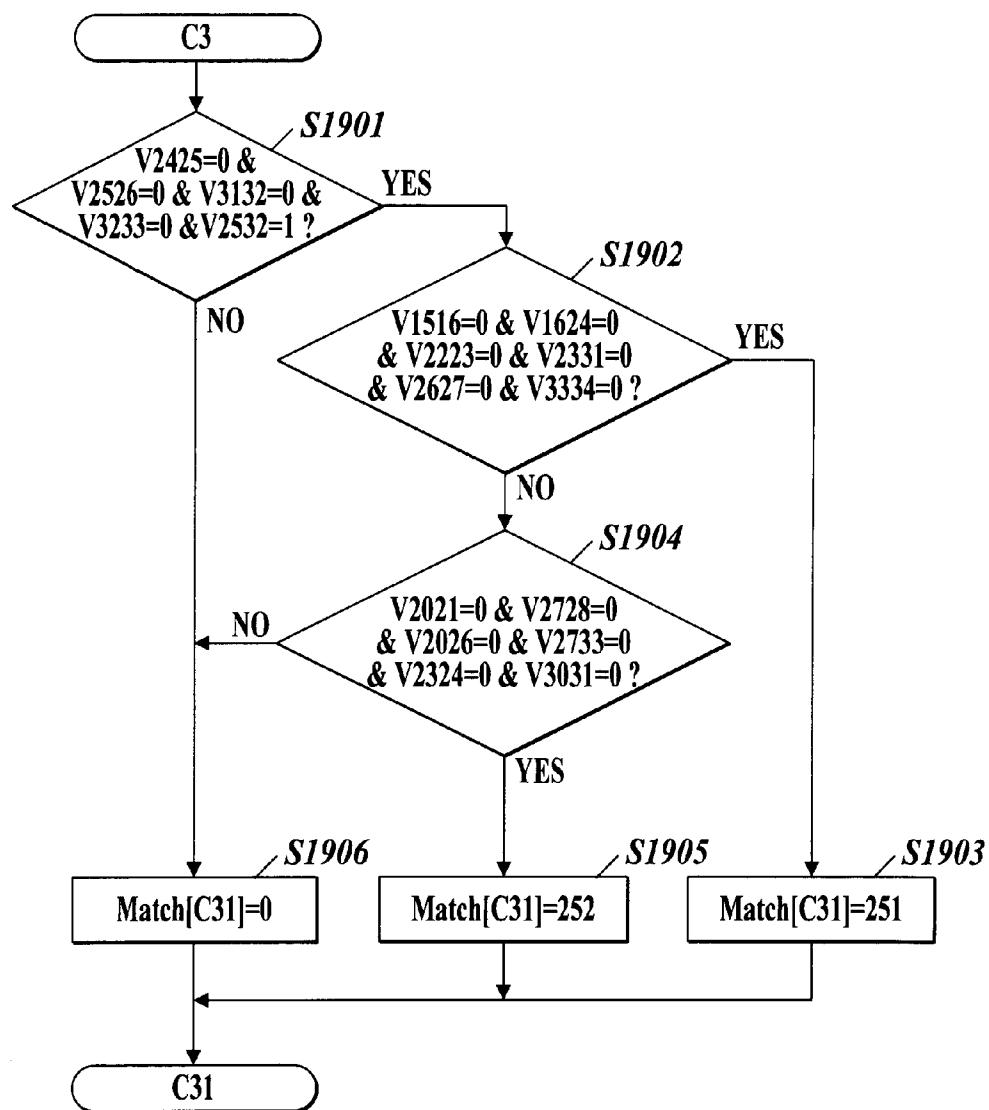 C3
S1901
V2425=0 &
V2526=0 & V3132=0 &
V3233=0 &V2532=1 ?
YES
NO
S1902
V1516=0 & V1624=0
& V2223=0 & V2331=0
& V2627=0 & V3334=0 ?
YES
NO
S1904
V2021=0 & V2728=0
& V2026=0 & V2733=0
& V2324=0 & V3031=0 ?
NO
YES
S1906
Match[C31]=0
S1905
Match[C31]=252
S1903
Match[C31]=251
C31